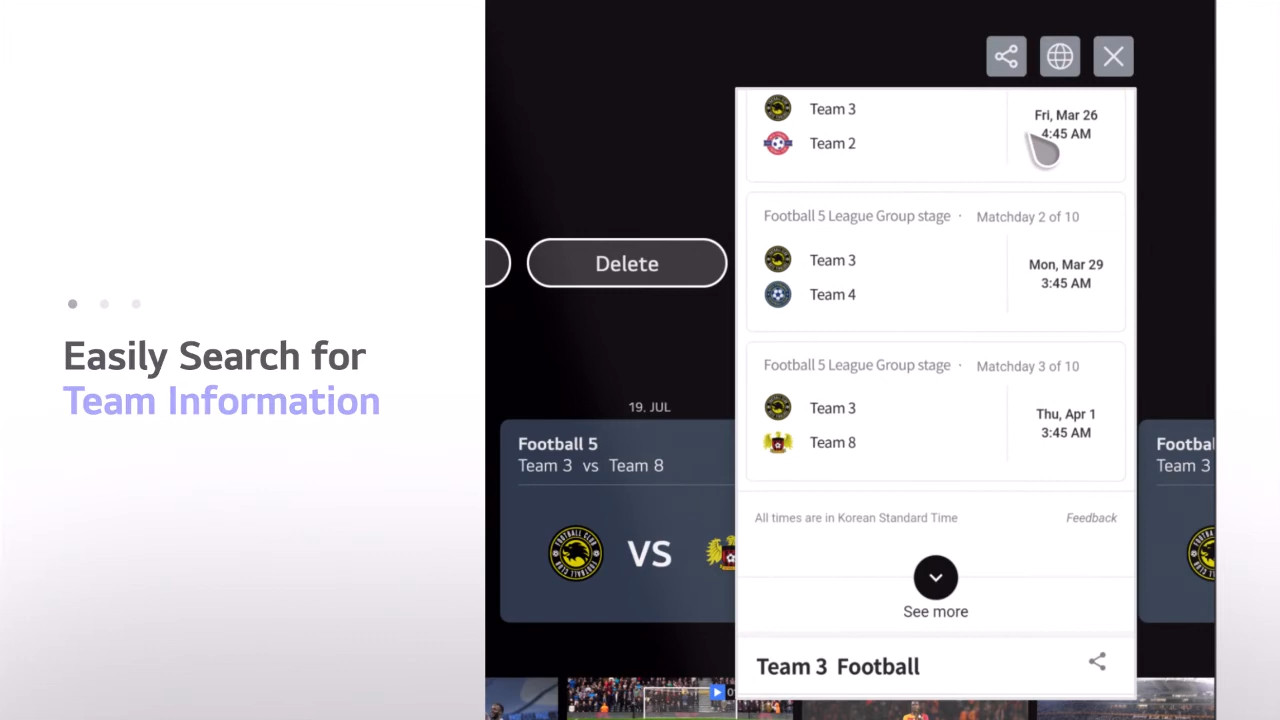 Easily Search for
Team Information
Delete
19. JUL
Football 5
Team 3 vs Team 8
FOOTBALL CLUB
FOOTBALL CLUB
VS
Team 3
Team 2
Fri, Mar 26
4:45 AM
Football 5 League Group stage · Matchday 2 of 10
Team 3
Team 4
Mon, Mar 29
3:45 AM
Football 5 League Group stage · Matchday 3 of 10
Team 3
Team 8
Thu, Apr 1
3:45 AM
All times are in Korean Standard Time
Feedback
See more
Team 3 Football
Team 3